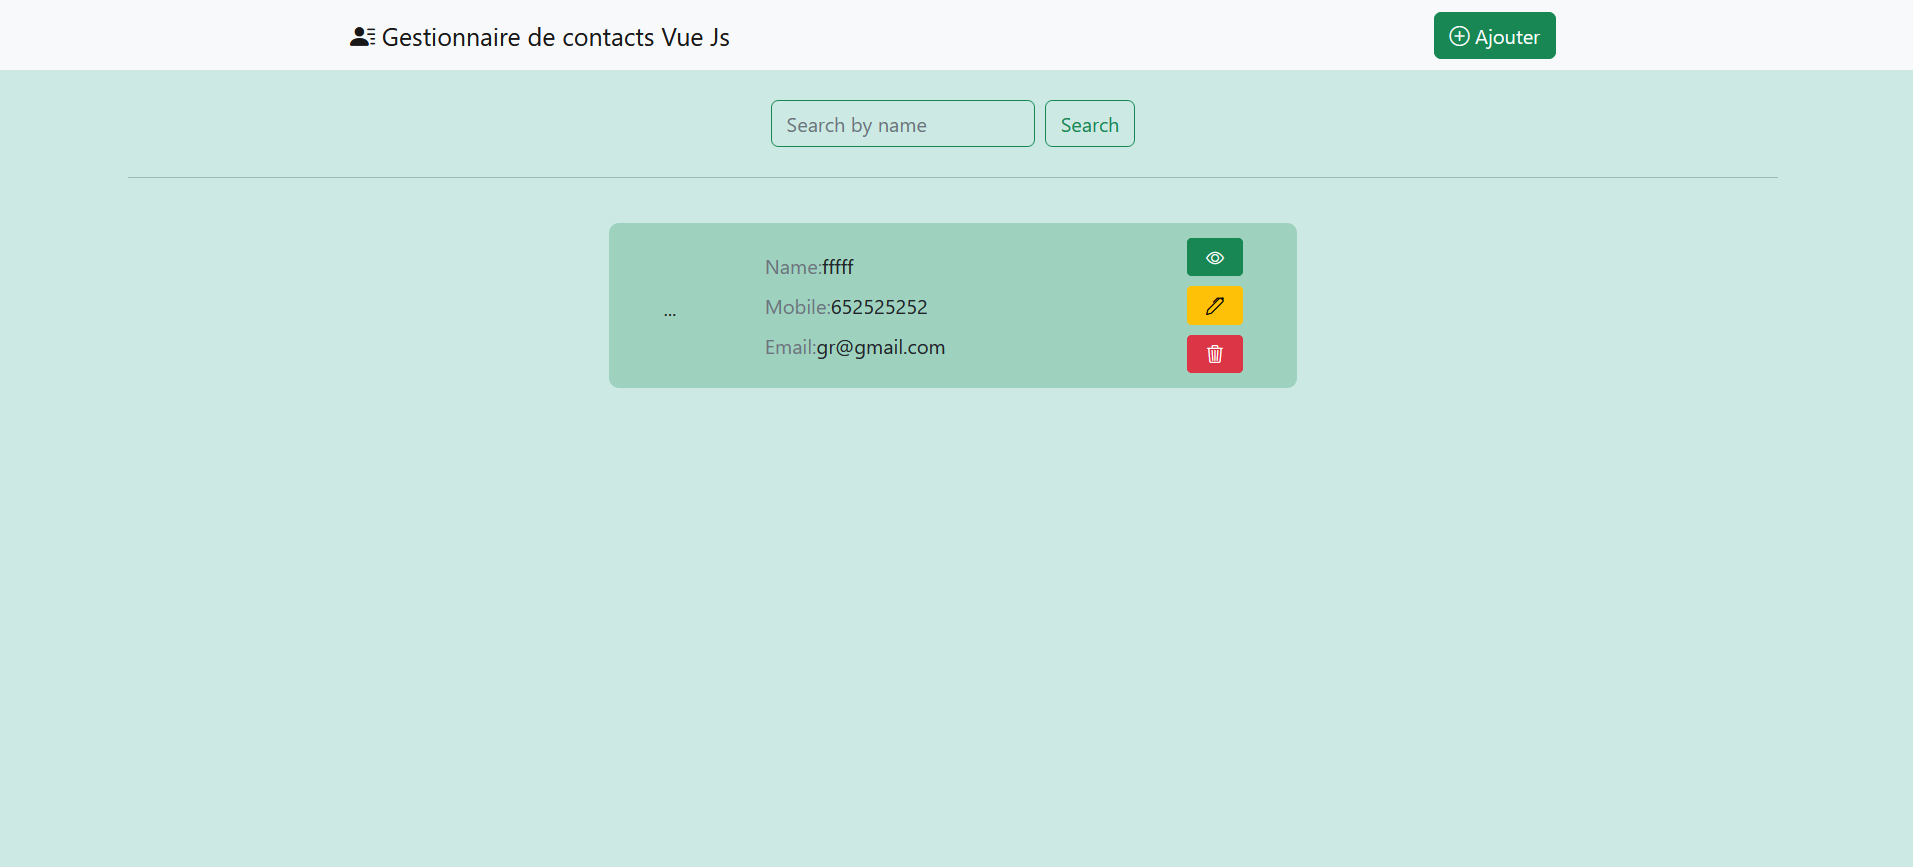 Gestionnaire de contacts Vue Js
Ajouter
Search by name
Search
Name:fffff
...
Mobile:652525252
Email:gr@gmail.com